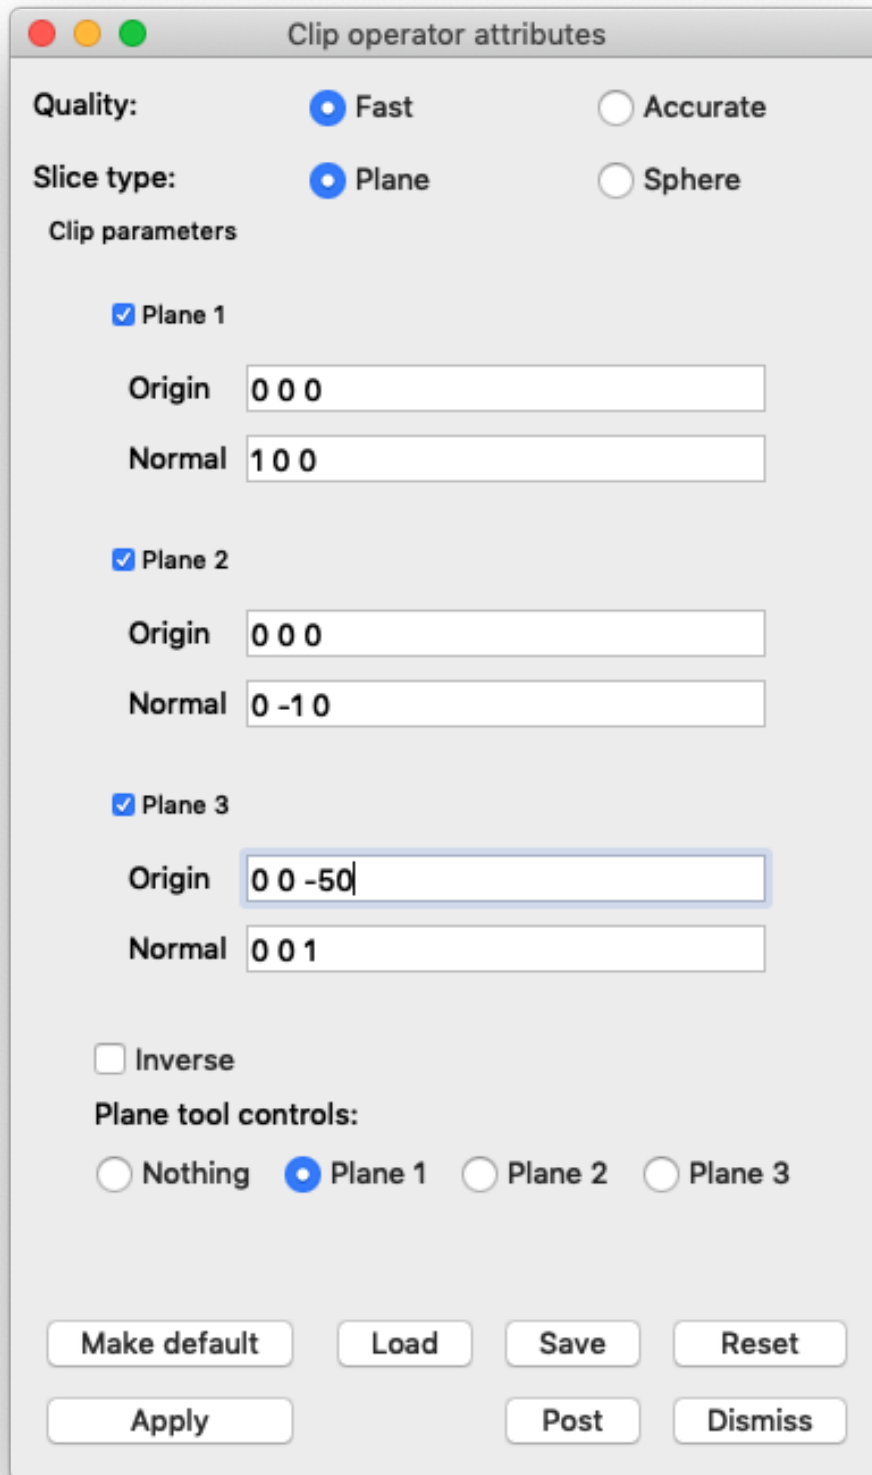 Clip operator attributes
Quality: Fast Accurate
Slice type: Plane Sphere
Clip parameters
Plane 1
Origin 0 0 0
Normal 1 0 0
Plane 2
Origin 0 0 0
Normal 0 -1 0
Plane 3
Origin 0 0 -50
Normal 0 0 1
Inverse
Plane tool controls:
Nothing Plane 1 Plane 2 Plane 3
Make default Load Save Reset
Apply Post Dismiss